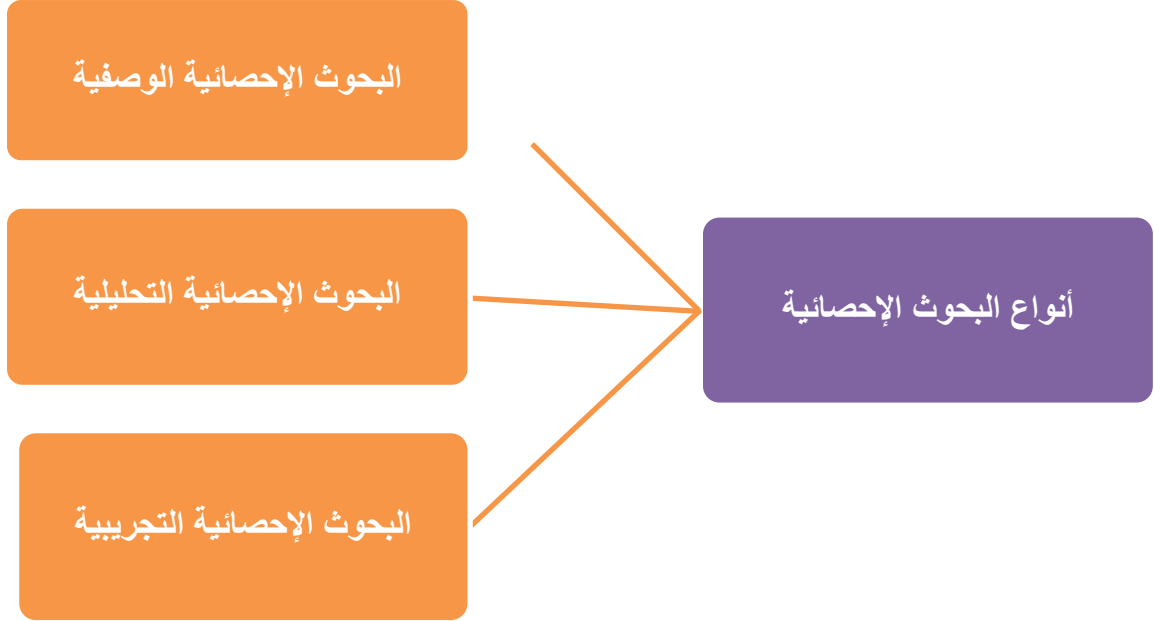 أنواع البحوث الإحصائية
البحوث الإحصائية الوصفية
البحوث الإحصائية التحليلية
البحوث الإحصائية التجريبية